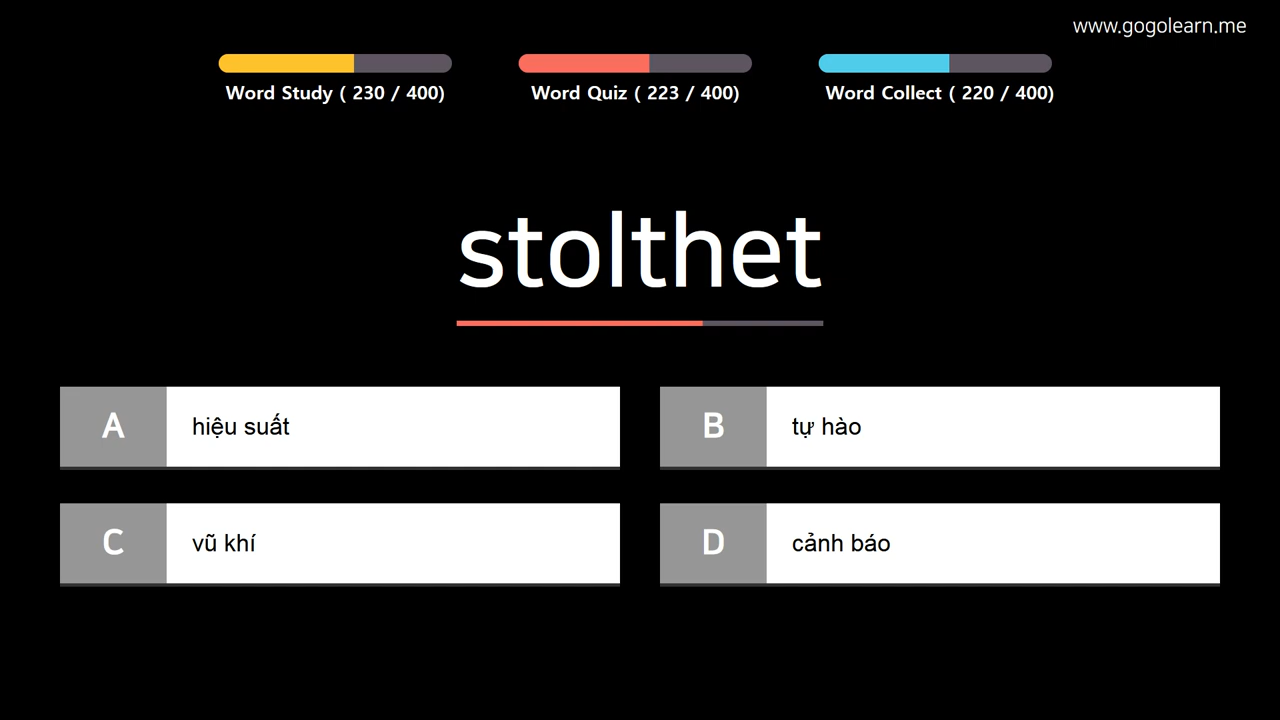 www.gogolearn.me
Word Study ( 230 / 400)
Word Quiz ( 223 / 400)
Word Collect ( 220 / 400)
stolthet
A
hiệu suất
B
tự hào
C
vũ khí
D
cảnh báo